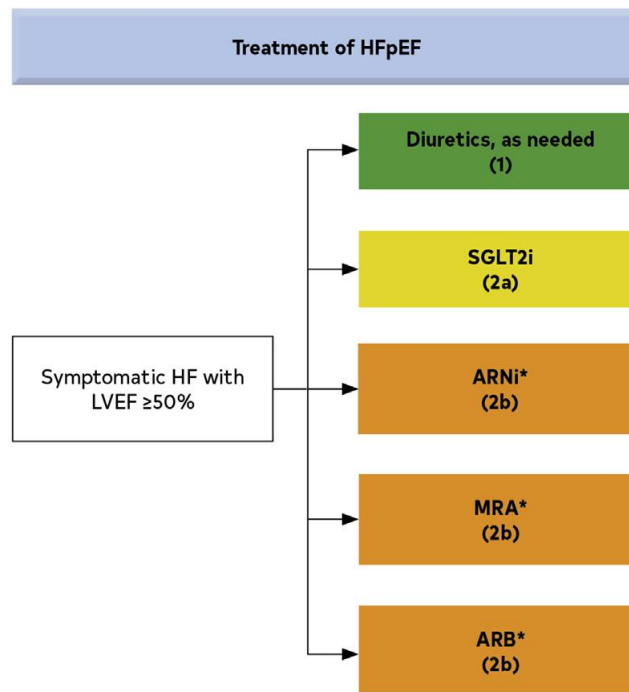 Treatment of HFpEF
Symptomatic HF with
LVEF ≥50%
Diuretics, as needed
(1)
SGLT2i
(2a)
ARNi*
(2b)
MRA*
(2b)
ARB*
(2b)